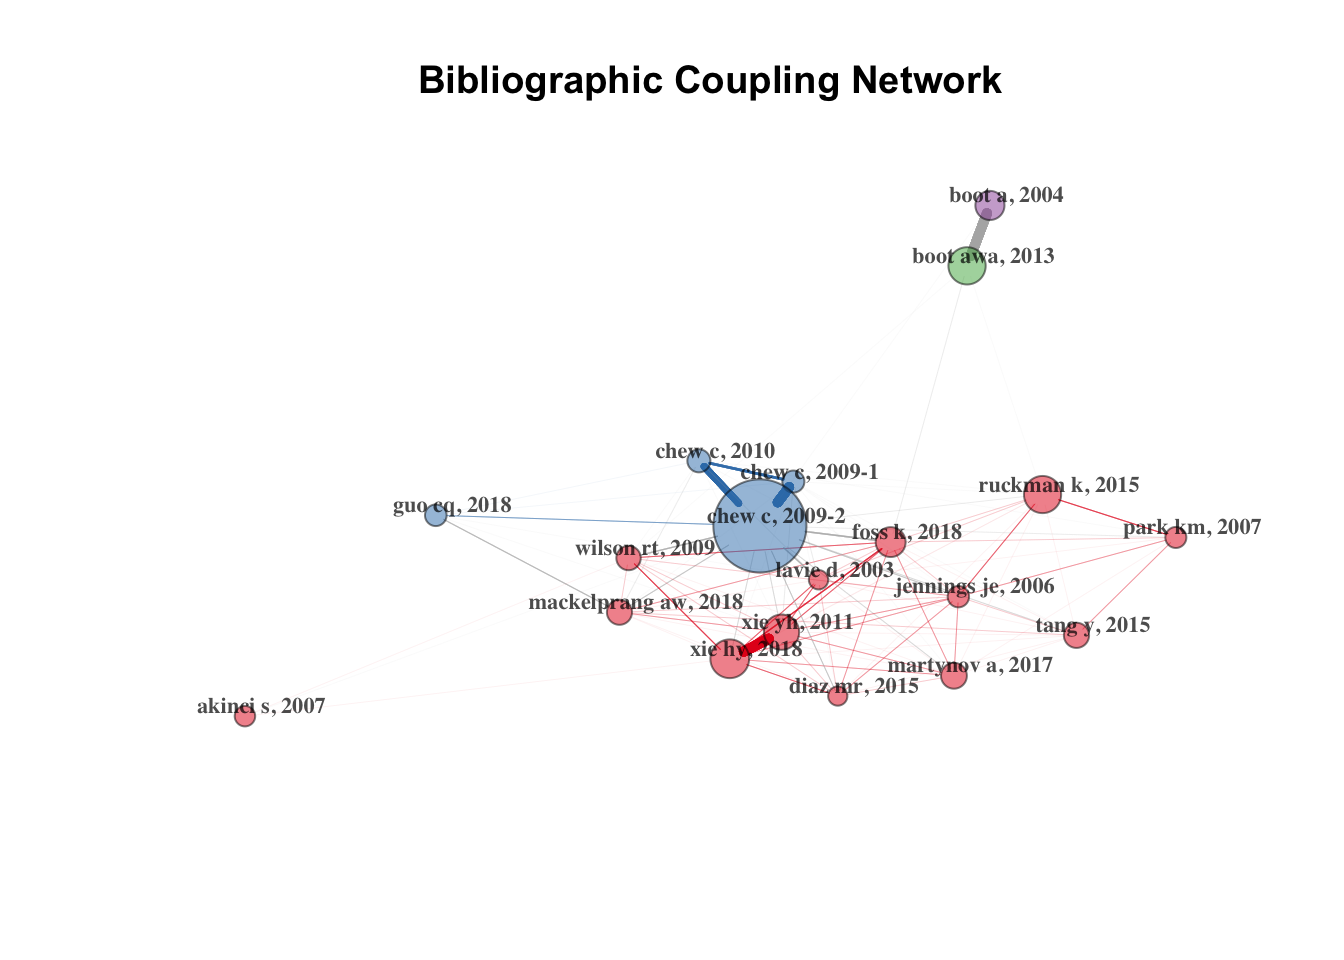 Bibliographic Coupling Network
boot a, 2004
boot awa, 2013
chew c, 2010
chew c, 2009-1
ruckman k, 2015
guo cq, 2018
chew c, 2009-2
park km, 2007
foss k, 2018
wilson rt, 2009
lavie d, 2003
jennings je, 2006
mackelprang aw, 2018
xie yh, 2011
tang y, 2015
xie hy, 2018
martynov a, 2017
diaz mr, 2015
akinci s, 2007